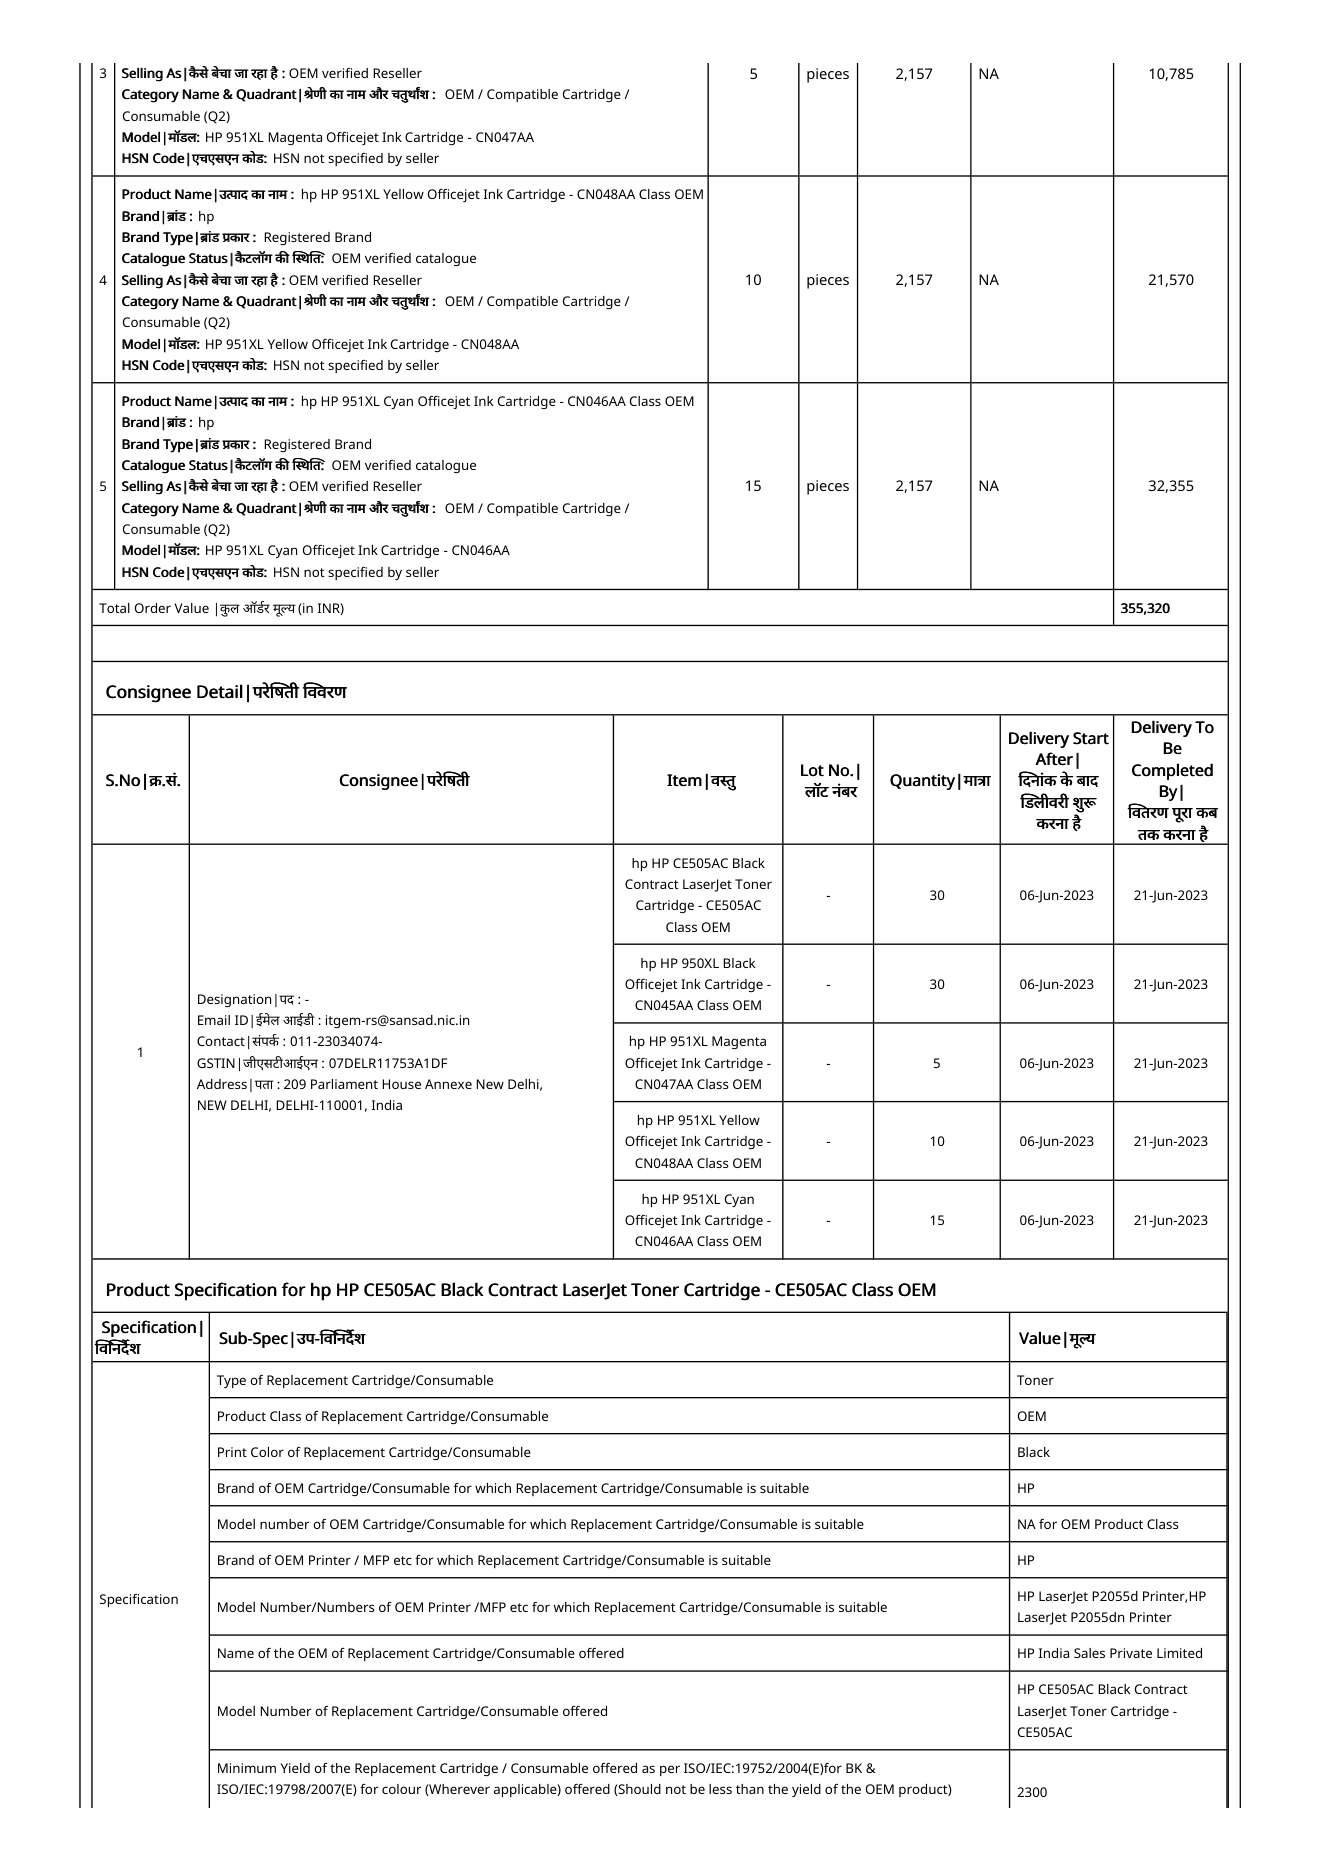 3
Selling As|कैसे बेचा जा रहा है : OEM verified Reseller
Category Name & Quadrant|श्रेणी का नाम और चतुर्थांश : OEM / Compatible Cartridge /
Consumable (Q2)
Model|मॉडल: HP 951XL Magenta Officejet Ink Cartridge - CN047AA
HSN Code|एचएसएन कोड: HSN not specified by seller
5
pieces
2,157
NA
10,785
4
Product Name|उत्पाद का नाम : hp HP 951XL Yellow Officejet Ink Cartridge - CN048AA Class OEM
Brand|ब्रांड : hp
Brand Type|ब्रांड प्रकार : Registered Brand
Catalogue Status|कैटलॉग की स्थिति: OEM verified catalogue
Selling As|कैसे बेचा जा रहा है : OEM verified Reseller
Category Name & Quadrant|श्रेणी का नाम और चतुर्थांश : OEM / Compatible Cartridge /
Consumable (Q2)
Model|मॉडल: HP 951XL Yellow Officejet Ink Cartridge - CN048AA
HSN Code|एचएसएन कोड: HSN not specified by seller
10
pieces
2,157
NA
21,570
5
Product Name|उत्पाद का नाम : hp HP 951XL Cyan Officejet Ink Cartridge - CN046AA Class OEM
Brand|ब्रांड : hp
Brand Type|ब्रांड प्रकार : Registered Brand
Catalogue Status|कैटलॉग की स्थिति: OEM verified catalogue
Selling As|कैसे बेचा जा रहा है : OEM verified Reseller
Category Name & Quadrant|श्रेणी का नाम और चतुर्थांश : OEM / Compatible Cartridge /
Consumable (Q2)
Model|मॉडल: HP 951XL Cyan Officejet Ink Cartridge - CN046AA
HSN Code|एचएसएन कोड: HSN not specified by seller
15
pieces
2,157
NA
32,355
Total Order Value |कुल ऑर्डर मूल्य (in INR)
355,320
Consignee Detail|परेषिती विवरण
S.No|क्र.सं.
Consignee|परेषिती
Item|वस्तु
Lot No.|
लॉट नंबर
Quantity|मात्रा
Delivery Start
After|
दिनांक के बाद
डिलीवरी शुरू
करना है
Delivery To
Be
Completed
By|
वितरण पूरा कब
तक करना है
1
Designation|पद : -
Email ID|ईमेल आईडी : itgem-rs@sansad.nic.in
Contact|संपर्क : 011-23034074-
GSTIN|जीएसटीआईएन : 07DELR11753A1DF
Address|पता : 209 Parliament House Annexe New Delhi,
NEW DELHI, DELHI-110001, India
hp HP CE505AC Black
Contract LaserJet Toner
Cartridge - CE505AC
Class OEM
-
30
06-Jun-2023
21-Jun-2023
hp HP 950XL Black
Officejet Ink Cartridge -
CN045AA Class OEM
-
30
06-Jun-2023
21-Jun-2023
hp HP 951XL Magenta
Officejet Ink Cartridge -
CN047AA Class OEM
-
5
06-Jun-2023
21-Jun-2023
hp HP 951XL Yellow
Officejet Ink Cartridge -
CN048AA Class OEM
-
10
06-Jun-2023
21-Jun-2023
hp HP 951XL Cyan
Officejet Ink Cartridge -
CN046AA Class OEM
-
15
06-Jun-2023
21-Jun-2023
Product Specification for hp HP CE505AC Black Contract LaserJet Toner Cartridge - CE505AC Class OEM
Specification|
विनिर्देश
Sub-Spec|उप-विनिर्देश
Value|मूल्य
Specification
Type of Replacement Cartridge/Consumable
Toner
Product Class of Replacement Cartridge/Consumable
OEM
Print Color of Replacement Cartridge/Consumable
Black
Brand of OEM Cartridge/Consumable for which Replacement Cartridge/Consumable is suitable
HP
Model number of OEM Cartridge/Consumable for which Replacement Cartridge/Consumable is suitable
NA for OEM Product Class
Brand of OEM Printer / MFP etc for which Replacement Cartridge/Consumable is suitable
HP
Model Number/Numbers of OEM Printer /MFP etc for which Replacement Cartridge/Consumable is suitable
HP LaserJet P2055d Printer,HP
LaserJet P2055dn Printer
Name of the OEM of Replacement Cartridge/Consumable offered
HP India Sales Private Limited
Model Number of Replacement Cartridge/Consumable offered
HP CE505AC Black Contract
LaserJet Toner Cartridge -
CE505AC
Minimum Yield of the Replacement Cartridge / Consumable offered as per ISO/IEC:19752/2004(E)for BK &
ISO/IEC:19798/2007(E) for colour (Wherever applicable) offered (Should not be less than the yield of the OEM product)
2300